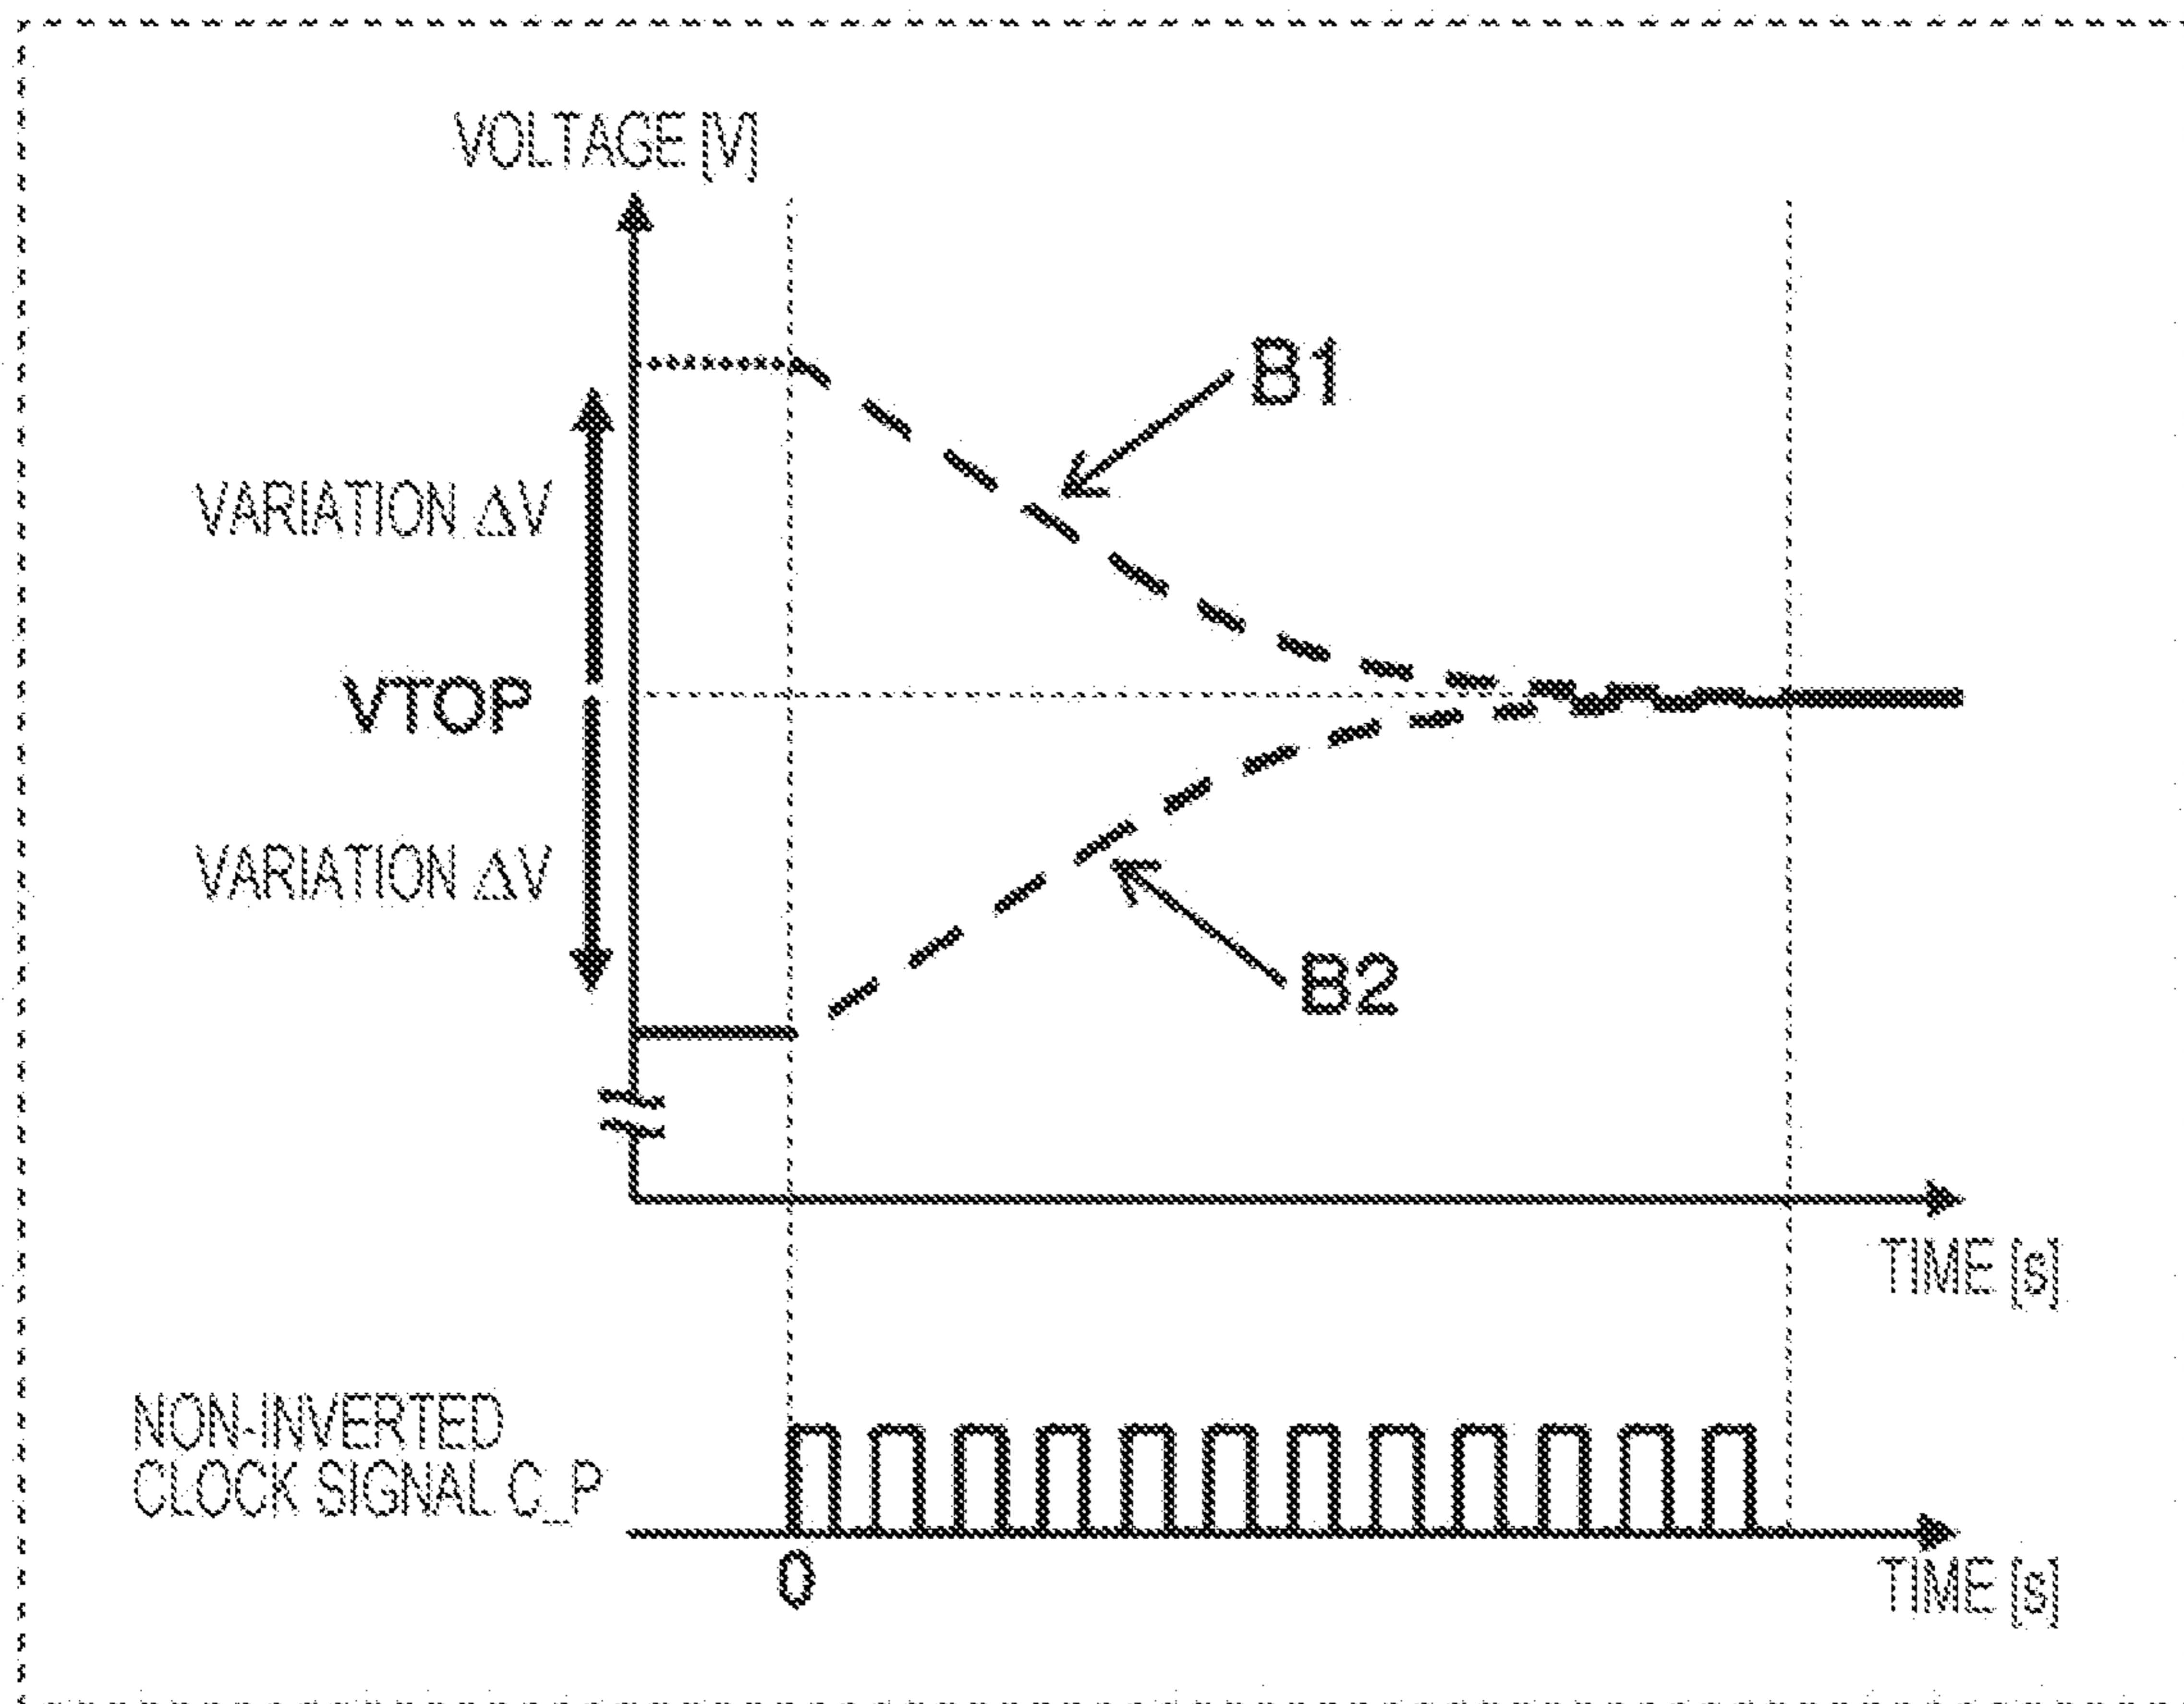 VOLTAGE [V]
B1
VARIATION ΔV
VTOP
VARIATION ΔV
B2
TIME [s]
NON-INVERTED
CLOCK SIGNAL C_P
0
TIME [s]